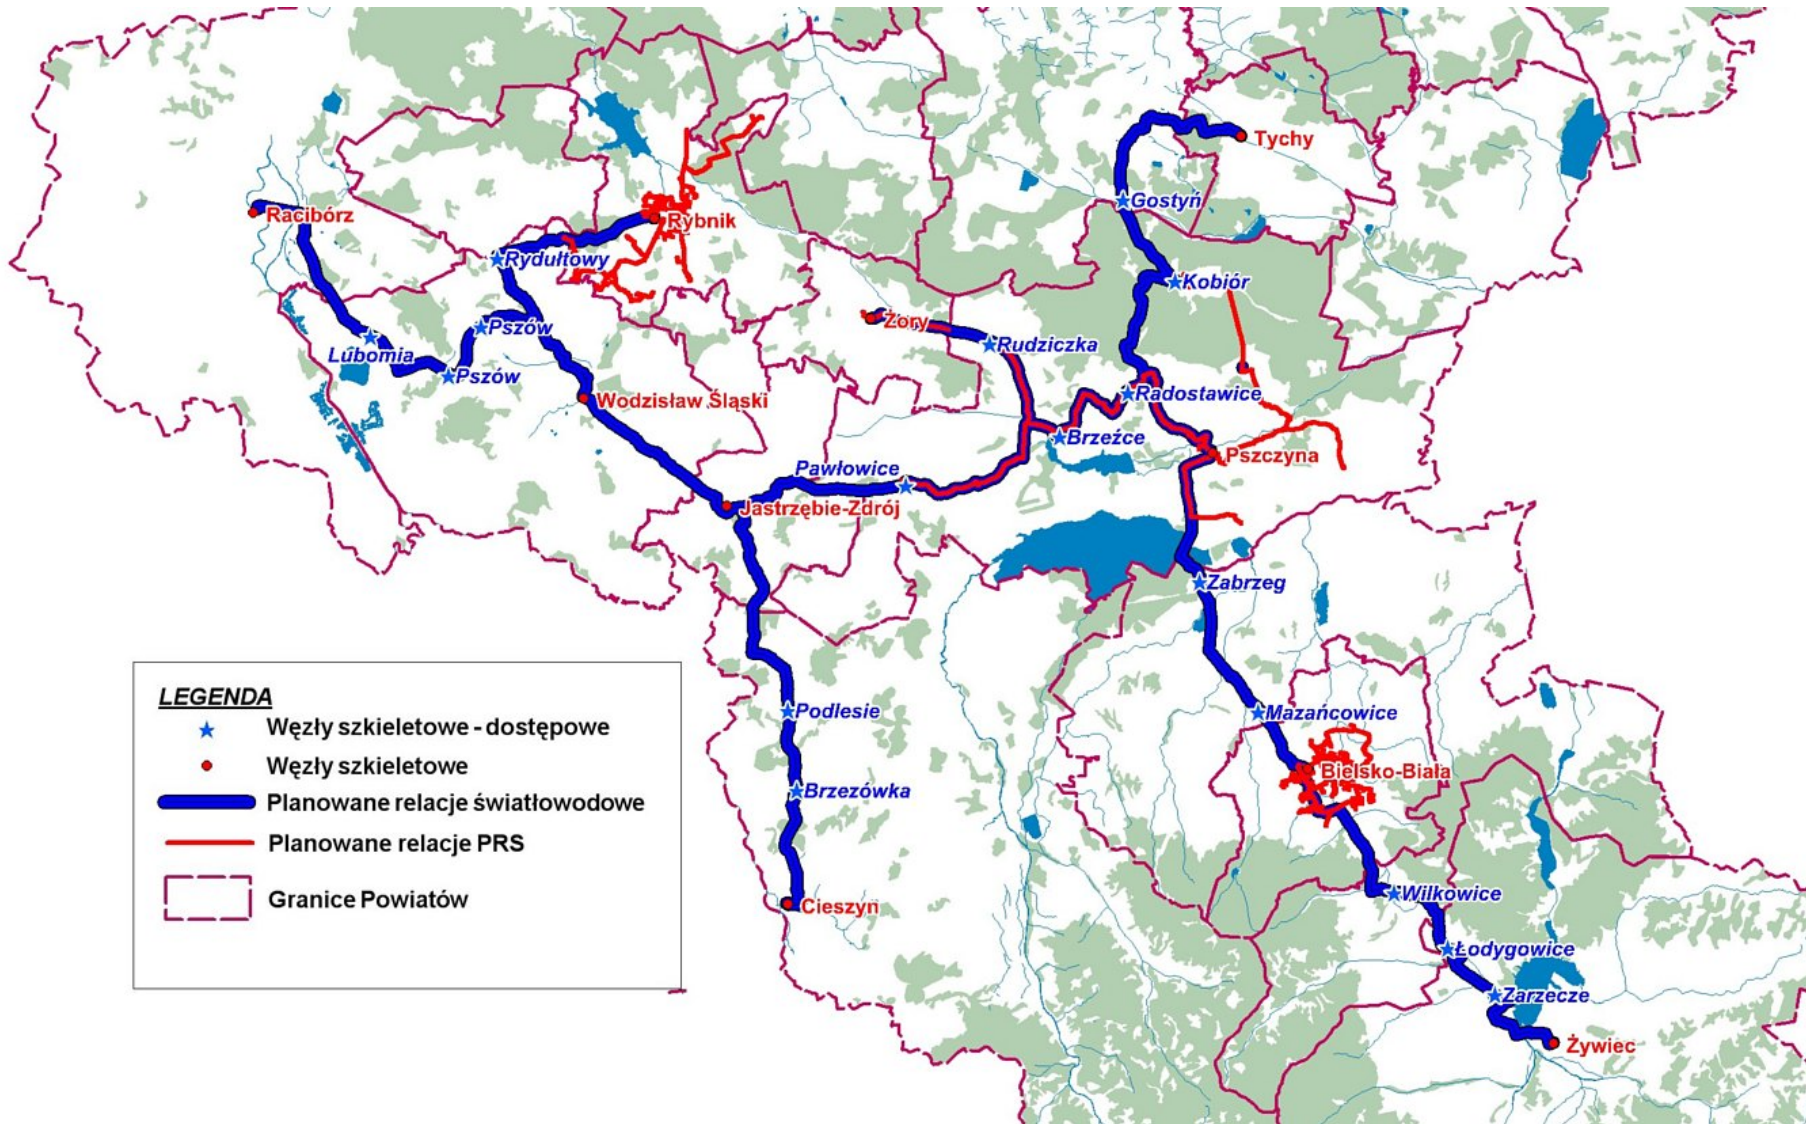 Tychy
Gostyń
Racibórz
Rybnik
Rydułtowy
Kobiór
Żory
Pszów
Rudziczka
Lubomia
Pszów
Radostawice
Wodzisław Śląski
Brzeźce
Pszczyna
Pawłowice
Jastrzębie-Zdrój
Zabrzeg
Podlesie
Mazańcowice
Bielsko-Biała
Brzezówka
Wilkowice
Cieszyn
Łodygowice
Zarzecze
Żywiec
LEGENDA
Węzły szkieletowe - dostępowe
Węzły szkieletowe
Planowane relacje światłowodowe
Planowane relacje PRS
Granice Powiatów